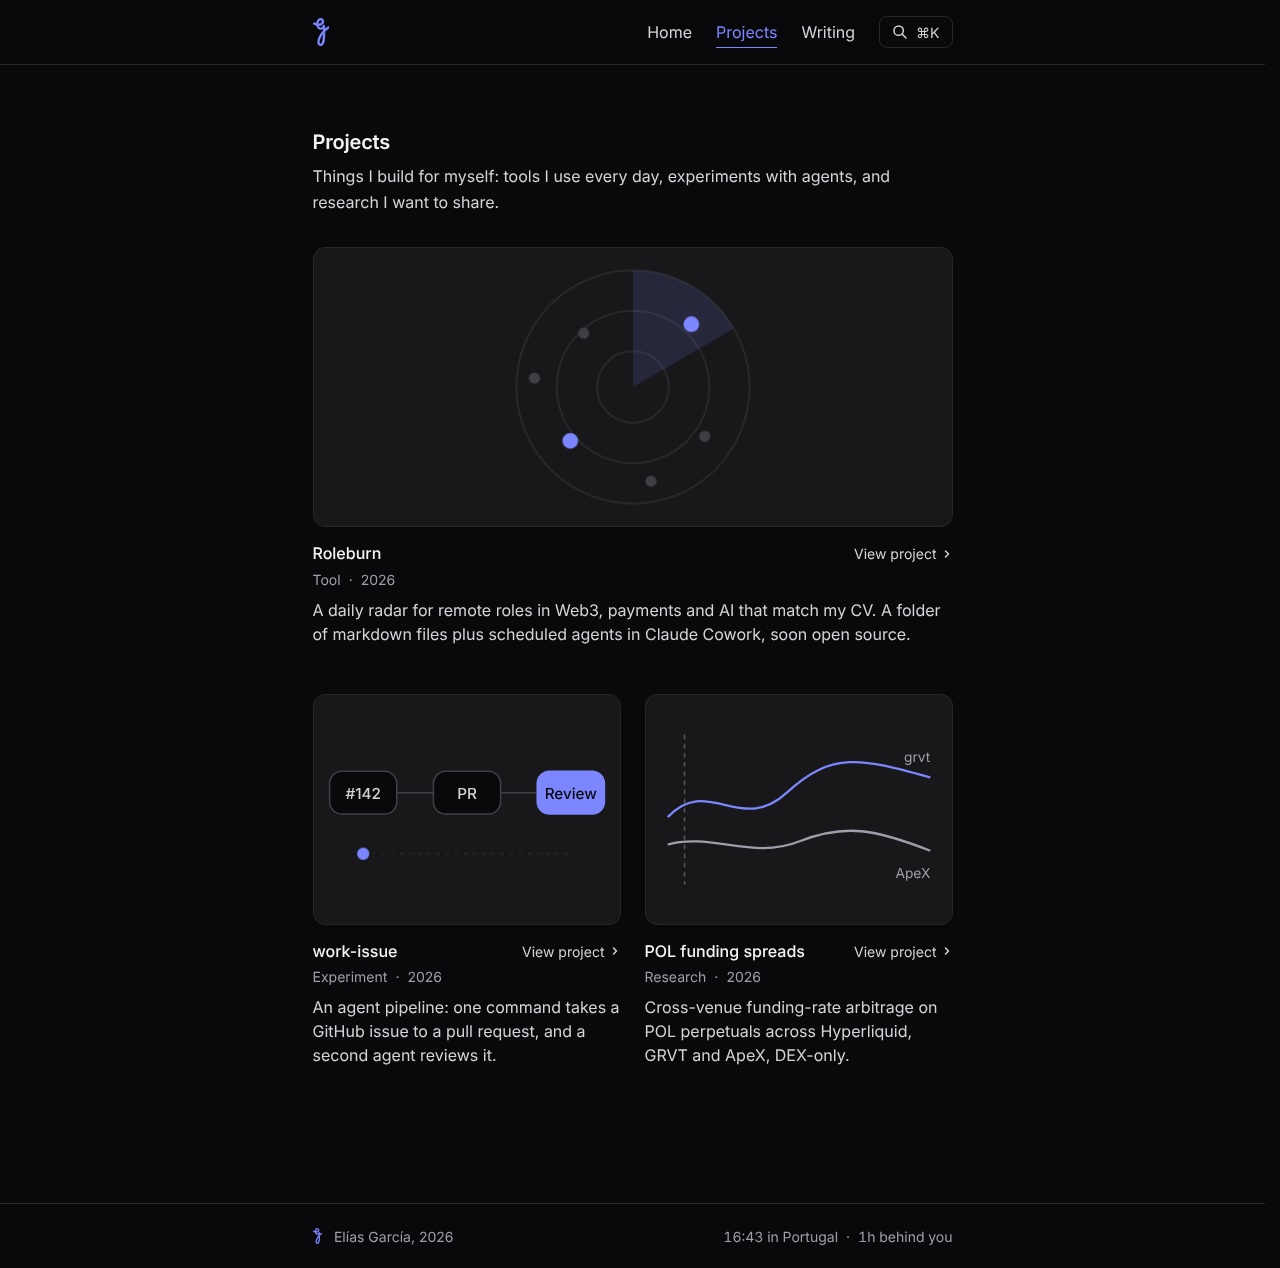 Home
Projects
Writing
⌘K
Projects
Things I build for myself: tools I use every day, experiments with agents, and
research I want to share.
Roleburn
View project
Tool · 2026
A daily radar for remote roles in Web3, payments and AI that match my CV. A folder
of markdown files plus scheduled agents in Claude Cowork, soon open source.
#142
PR
Review
grvt
ApeX
work-issue
View project
Experiment · 2026
An agent pipeline: one command takes a
GitHub issue to a pull request, and a
second agent reviews it.
POL funding spreads
View project
Research · 2026
Cross-venue funding-rate arbitrage on
POL perpetuals across Hyperliquid,
GRVT and ApeX, DEX-only.
Elías García, 2026
16:43 in Portugal · 1h behind you